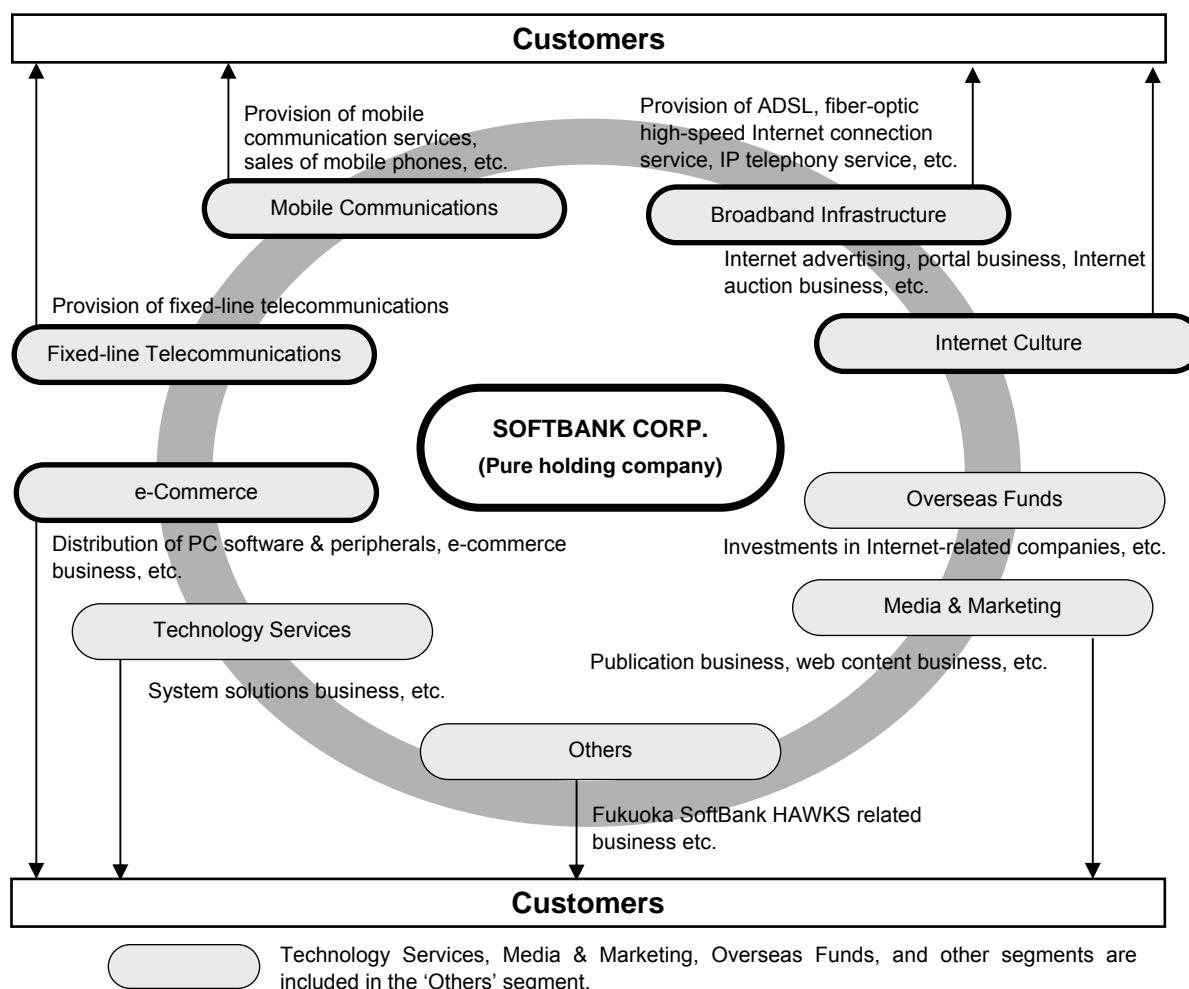 Customers
Provision of mobile
communication services,
sales of mobile phones, etc.
Mobile Communications
Provision of ADSL, fiber-optic
high-speed Internet connection
service, IP telephony service, etc.
Broadband Infrastructure
Internet advertising, portal business, Internet
auction business, etc.
Internet Culture
Provision of fixed-line telecommunications
Fixed-line Telecommunications
SOFTBANK CORP.
(Pure holding company)
e-Commerce
Distribution of PC software & peripherals, e-commerce
business, etc.
Overseas Funds
Investments in Internet-related companies, etc.
Technology Services
System solutions business, etc.
Media & Marketing
Publication business, web content business, etc.
Others
Fukuoka SoftBank HAWKS related
business etc.
Customers
Technology Services, Media & Marketing, Overseas Funds, and other segments are
included in the ‘Others’ segment.